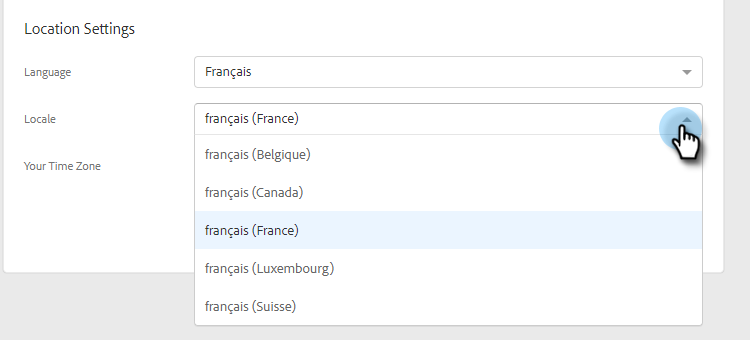 Location Settings
Language
Français
Locale
français (France)
français (Belgique)
Your Time Zone
français (Canada)
français (France)
français (Luxembourg)
français (Suisse)